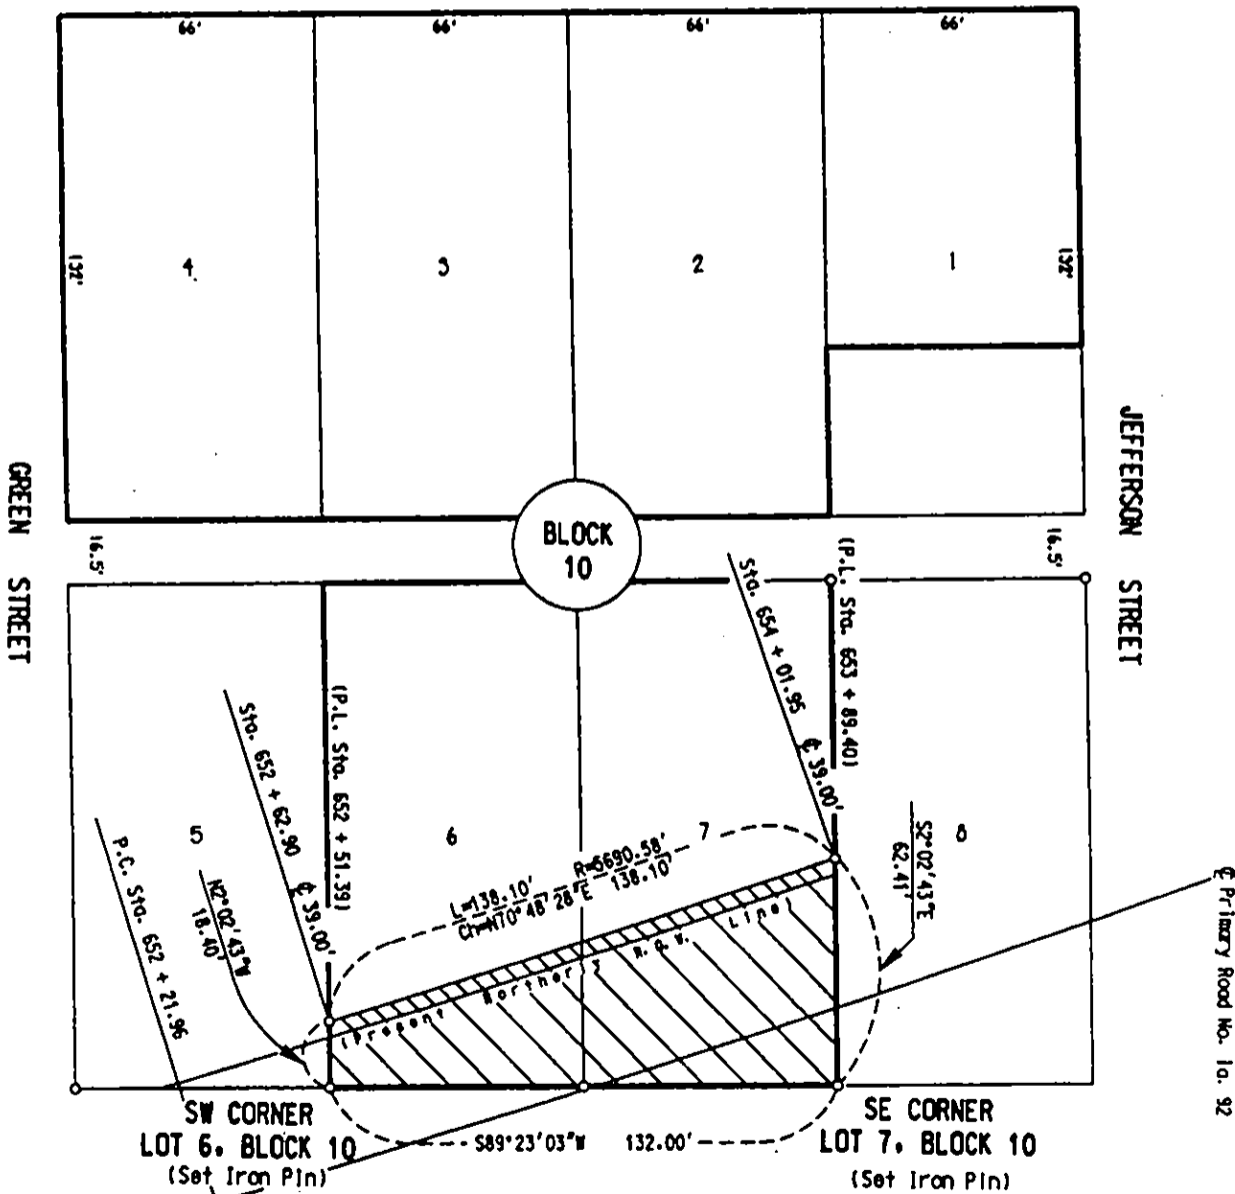 66'
66'
66'
66'
132'
4
3
2
1
132'
JEFFERSON STREET
GREEN STREET
16.5'
BLOCK
10
16.5'
Sta. 654 + 01.95 ℄ 39.00'
(P.L. Sta. 653 + 89.40)
(P.L. Sta. 652 + 51.39)
Sta. 652 + 62.90 ℄ 39.00'
P.C. Sta. 652 + 21.96
5
6
7
8
N2°02'43"W
18.40'
L=138.10' R=5690.58'
Ch=N70°48'28"E 138.10'
S2°02'43"E
62.41'
(Present Northerly R.O.W. Line)
℄ Primary Road No. Ia. 92
SW CORNER
LOT 6, BLOCK 10
(Set Iron Pin)
S89°23'03"W 132.00'
SE CORNER
LOT 7, BLOCK 10
(Set Iron Pin)